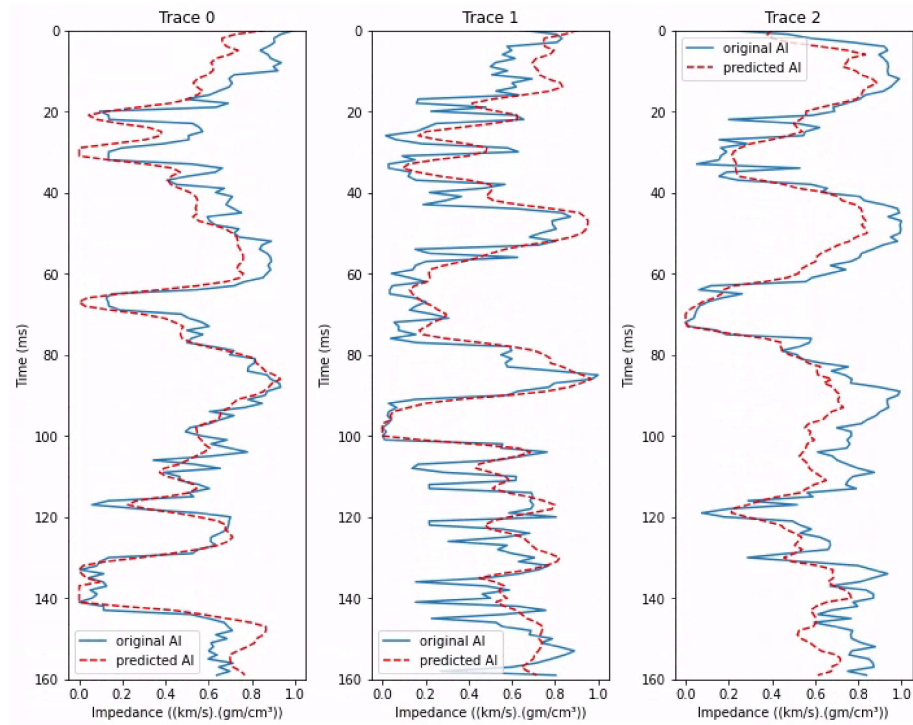 Trace 0
Trace 1
Trace 2
0
20
40
60
80
100
120
140
160
Time (ms)
0.0 0.2 0.4 0.6 0.8 1.0
Impedance ((km/s).(gm/cm³))
original AI
predicted AI
0
20
40
60
80
100
120
140
160
Time (ms)
0.0 0.2 0.4 0.6 0.8 1.0
Impedance ((km/s).(gm/cm³))
original AI
predicted AI
0
20
40
60
80
100
120
140
160
Time (ms)
0.0 0.2 0.4 0.6 0.8 1.0
Impedance ((km/s).(gm/cm³))
original AI
predicted AI